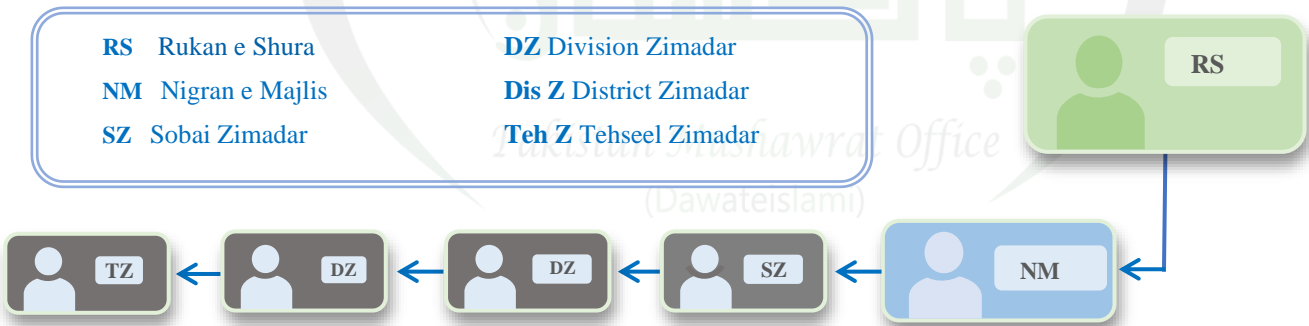 RS Rukan e Shura
NM Nigran e Majlis
SZ Sobai Zimadar
DZ Division Zimadar
Dis Z District Zimadar
Teh Z Tehseel Zimadar
RS
Pakistan Mushawrat Office
(Dawateislami)
TZ
DZ
DZ
SZ
NM